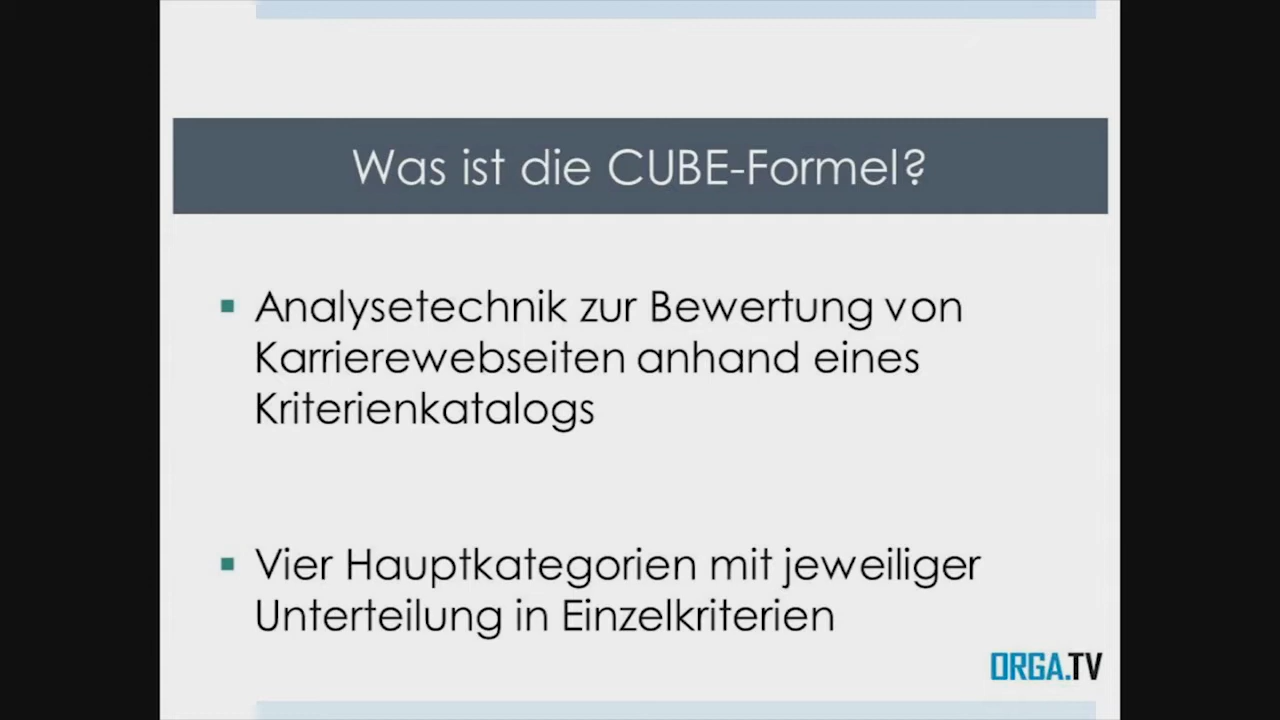 Was ist die CUBE-Formel?
Analysetechnik zur Bewertung von
Karrierewebseiten anhand eines
Kriterienkatalogs
Vier Hauptkategorien mit jeweiliger
Unterteilung in Einzelkriterien
ORGA.TV